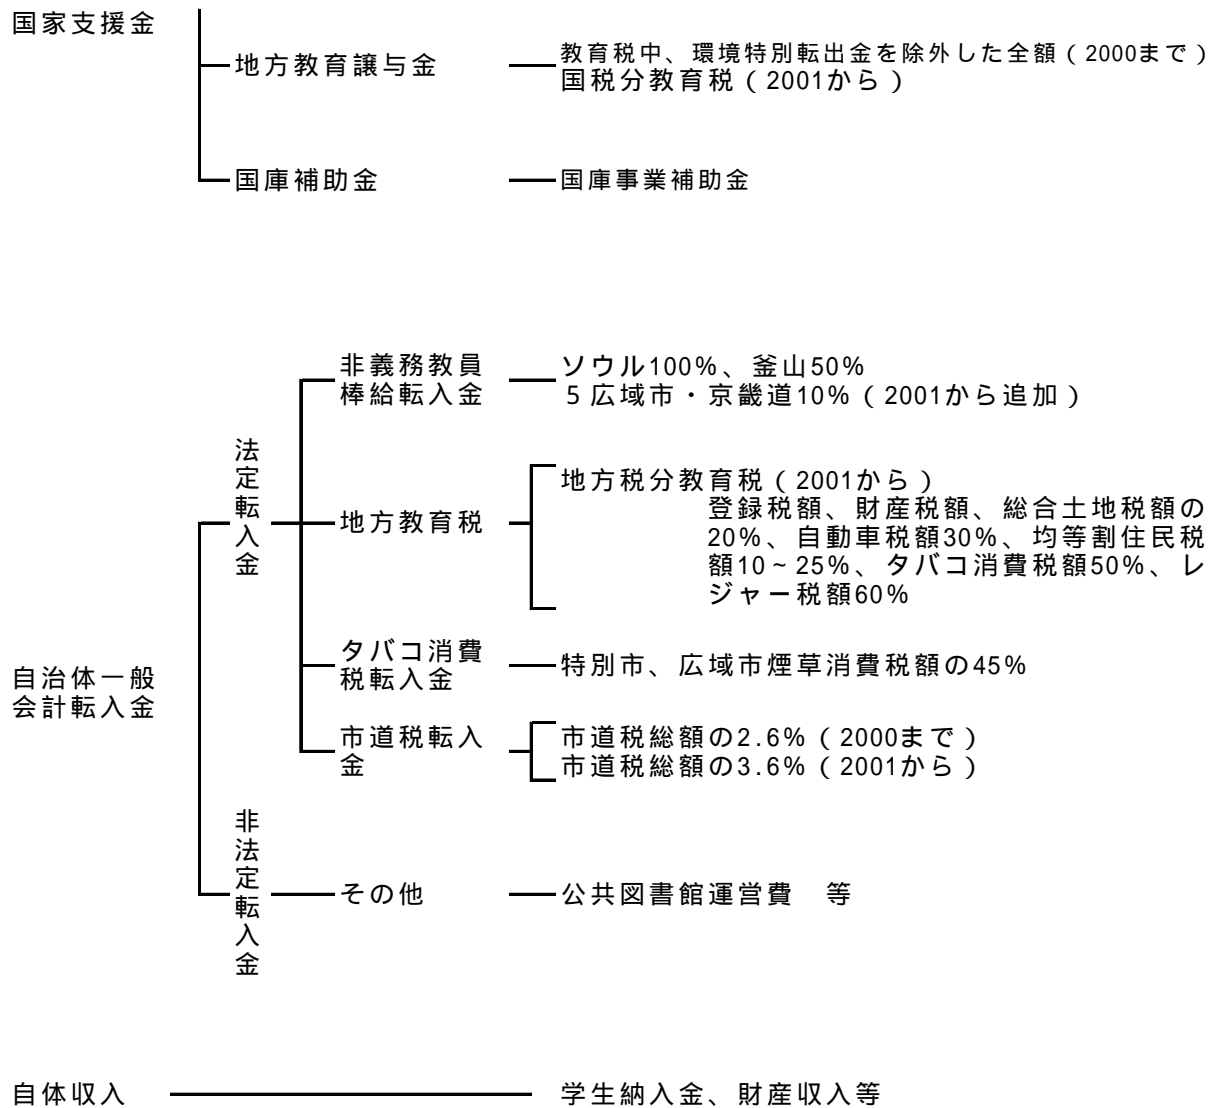 国家支援金
地方教育譲与金
教育税中、環境特別転出金を除外した全額（2000まで）
国税分教育税（2001から）
国庫補助金
国庫事業補助金
自治体一般
会計転入金
法定転入金
非義務教員
棒給転入金
ソウル100%、釜山50%
５広域市・京畿道10%（2001から追加）
地方教育税
地方税分教育税（2001から）
登録税額、財産税額、総合土地税額の
20%、自動車税額30%、均等割住民税
額10～25%、タバコ消費税額50%、レ
ジャー税額60%
タバコ消費
税転入金
特別市、広域市煙草消費税額の45%
市道税転入
金
市道税総額の2.6%（2000まで）
市道税総額の3.6%（2001から）
非法定転入金
その他
公共図書館運営費　等
自体収入
学生納入金、財産収入等